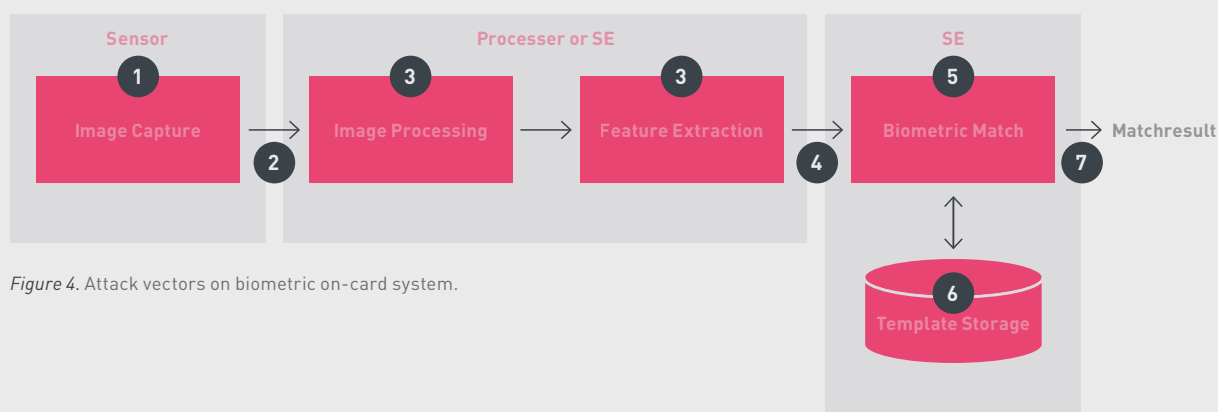 Sensor
Processer or SE
SE
1
3
3
5
Image Capture
Image Processing
Feature Extraction
Biometric Match
Matchresult
2
4
7
Figure 4. Attack vectors on biometric on-card system.
6
Template Storage